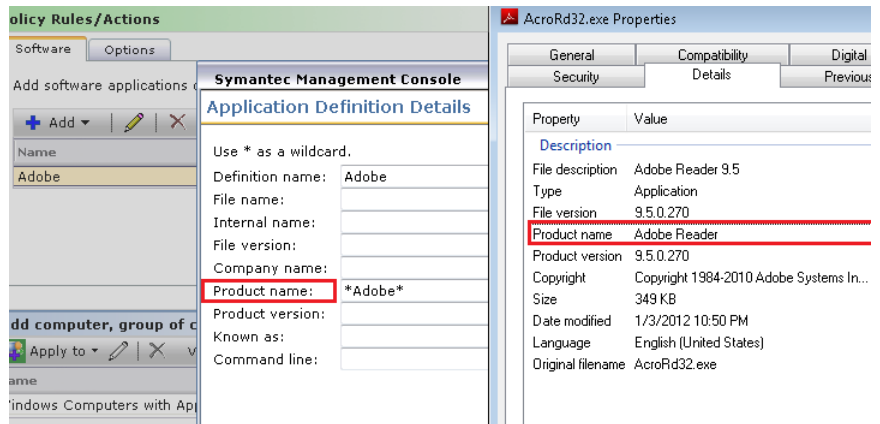 olicy Rules/Actions
Software
Options
Add software applications
Add
Name
Adobe
dd computer, group of c
Apply to
ame
indows Computers with Ap
Symantec Management Console
Application Definition Details
Use * as a wildcard.
Definition name: Adobe
File name:
Internal name:
File version:
Company name:
Product name: *Adobe*
Product version:
Known as:
Command line:
AcroRd32.exe Properties
General
Compatibility
Digital
Security
Details
Previous
Property Value
Description
File description Adobe Reader 9.5
Type Application
File version 9.5.0.270
Product name Adobe Reader
Product version 9.5.0.270
Copyright Copyright 1984-2010 Adobe Systems In...
Size 349 KB
Date modified 1/3/2012 10:50 PM
Language English (United States)
Original filename AcroRd32.exe